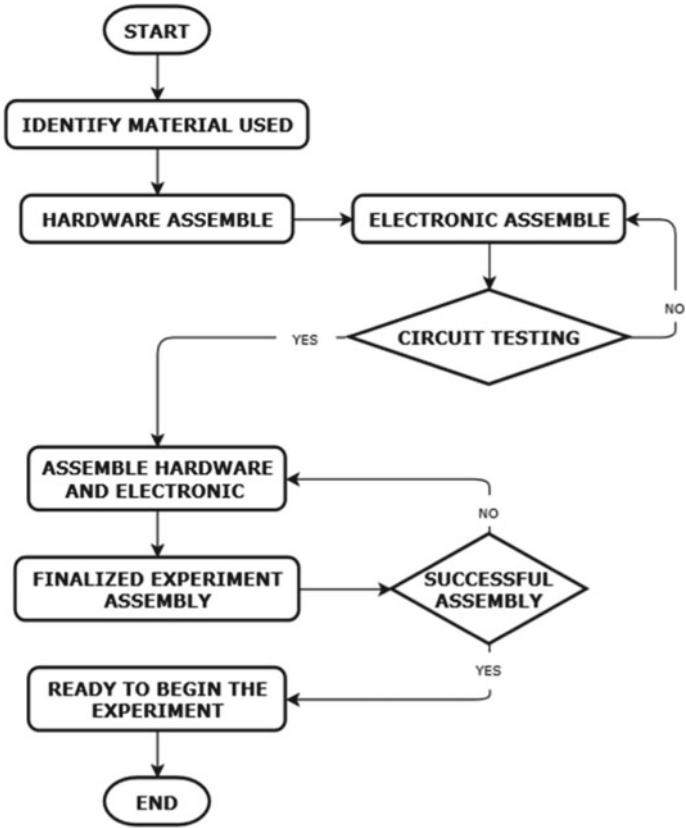 START
IDENTIFY MATERIAL USED
HARDWARE ASSEMBLE
ELECTRONIC ASSEMBLE
NO
CIRCUIT TESTING
YES
ASSEMBLE HARDWARE
AND ELECTRONIC
NO
FINALIZED EXPERIMENT
ASSEMBLY
SUCCESSFUL
ASSEMBLY
YES
READY TO BEGIN THE
EXPERIMENT
END